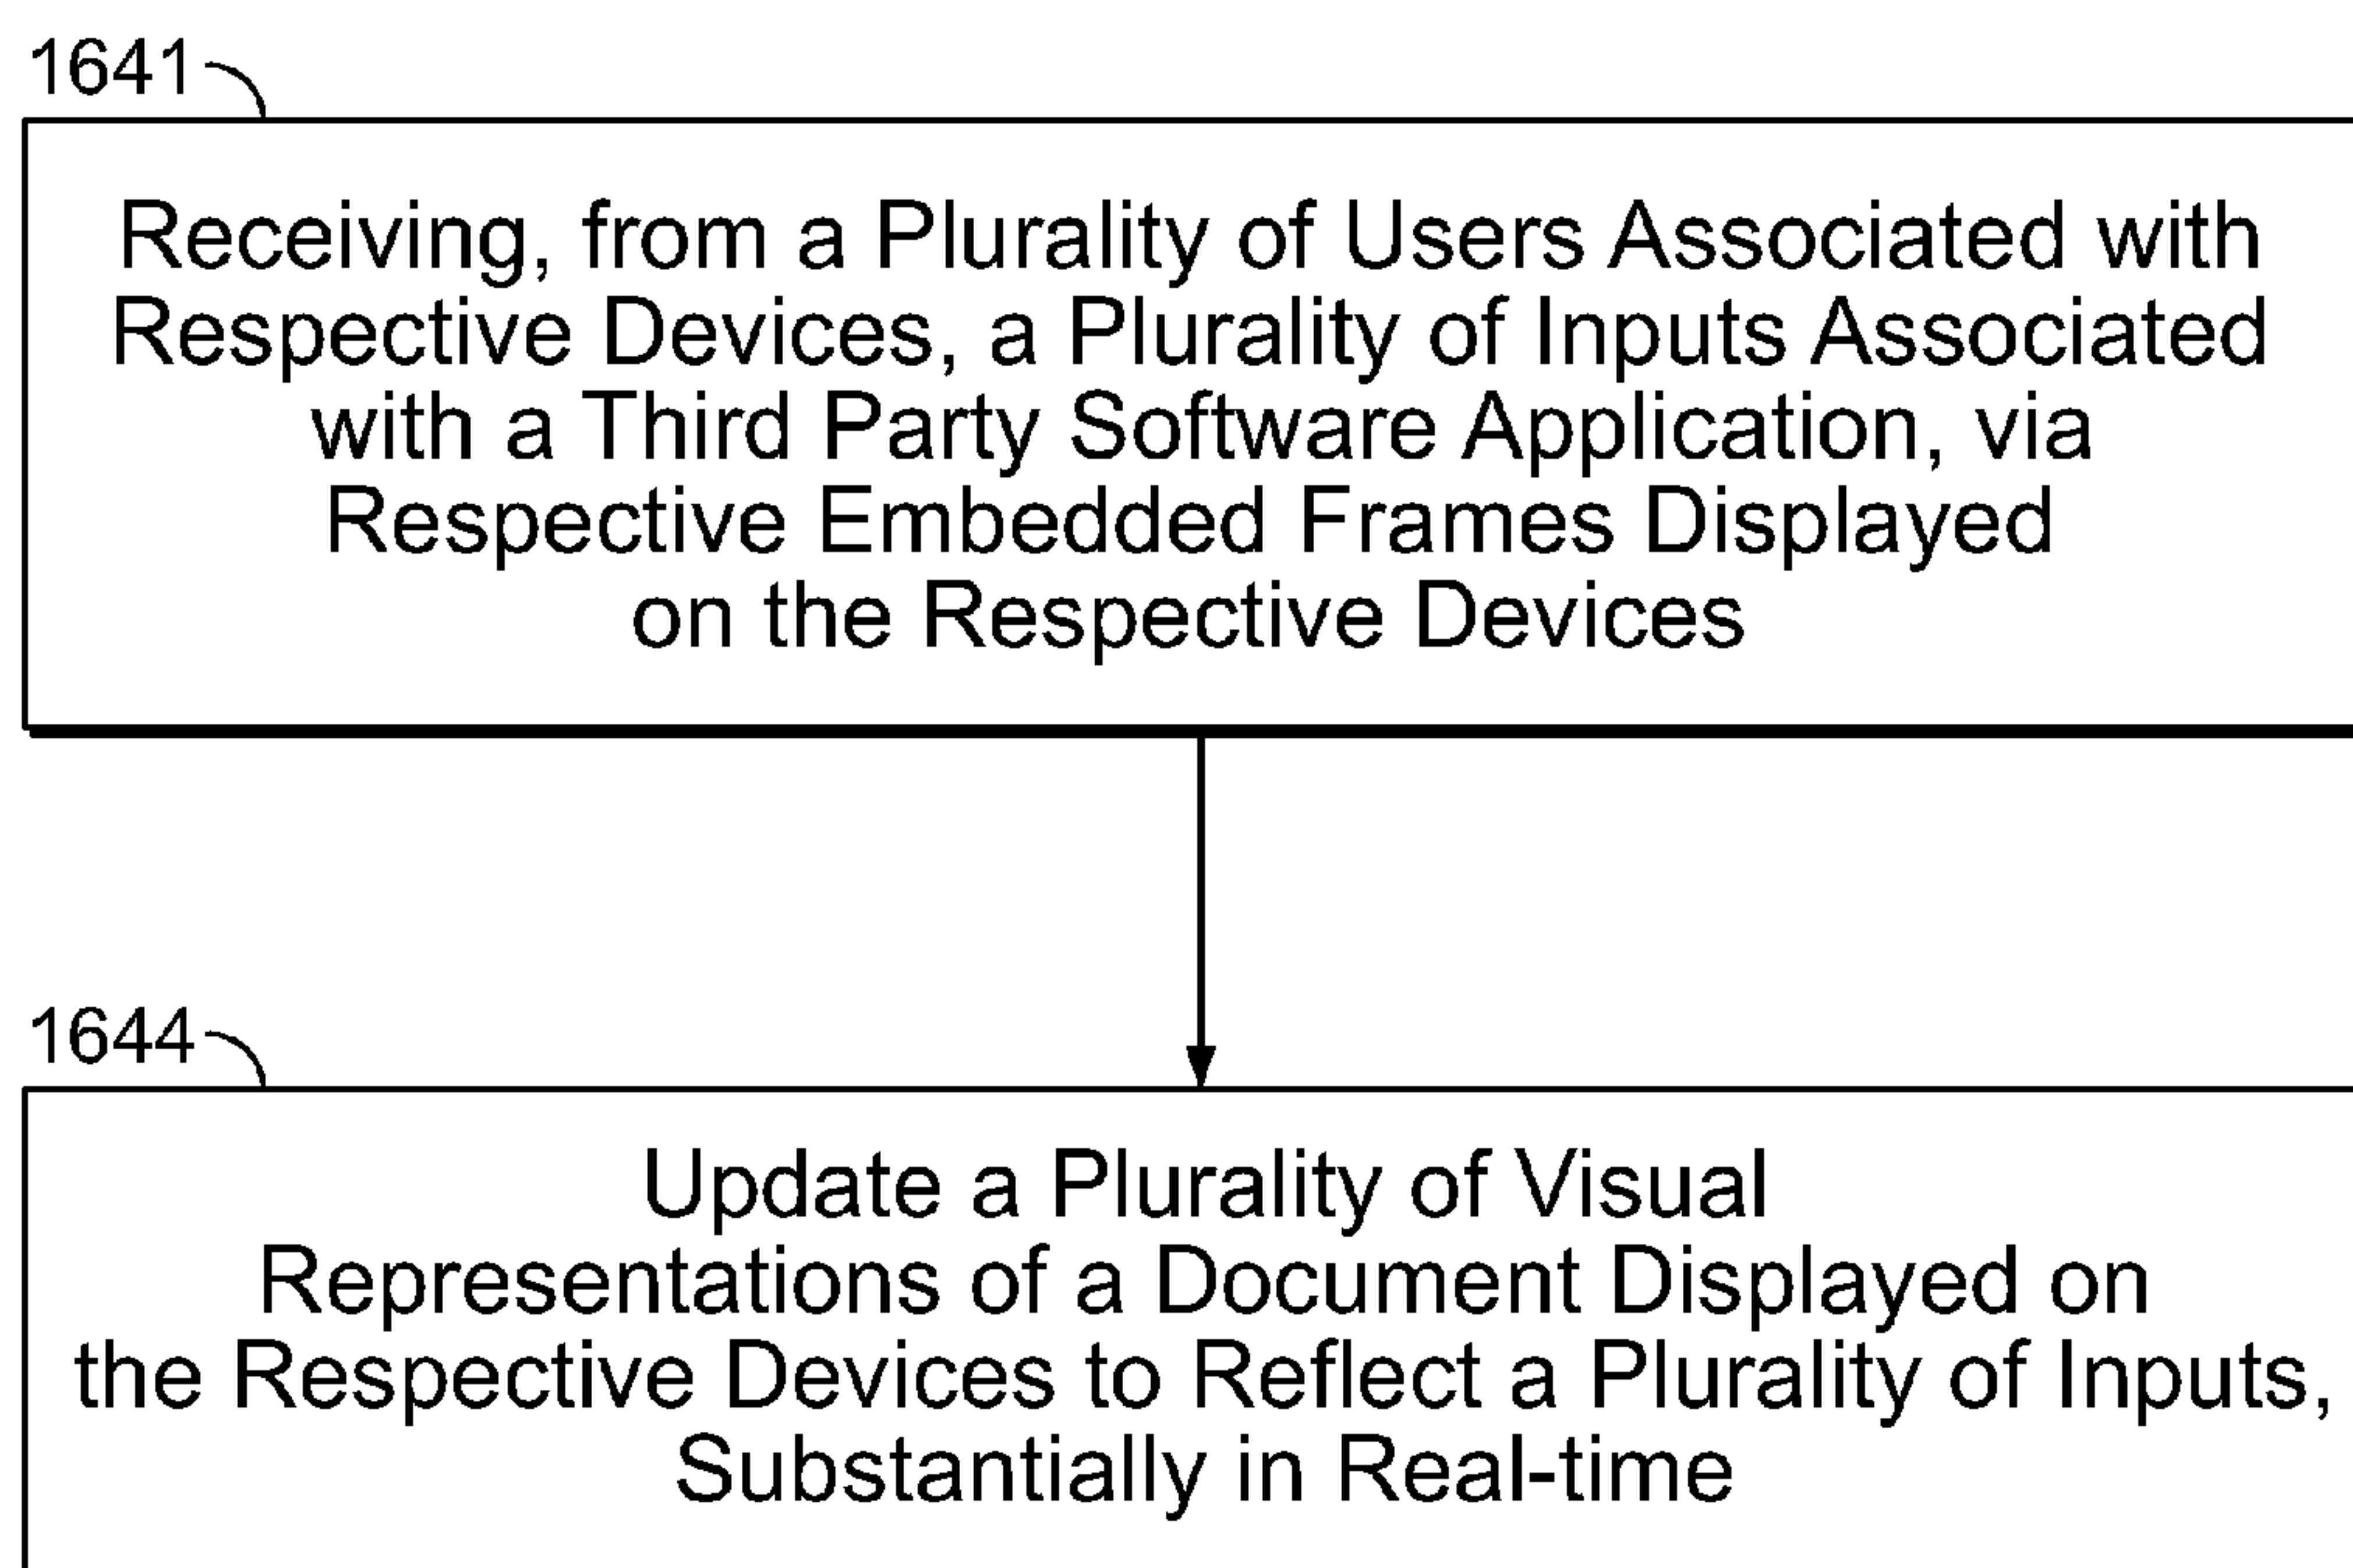 1641
Receiving, from a Plurality of Users Associated with
Respective Devices, a Plurality of Inputs Associated
with a Third Party Software Application, via
Respective Embedded Frames Displayed
on the Respective Devices
1644
Update a Plurality of Visual
Representations of a Document Displayed on
the Respective Devices to Reflect a Plurality of Inputs,
Substantially in Real-time